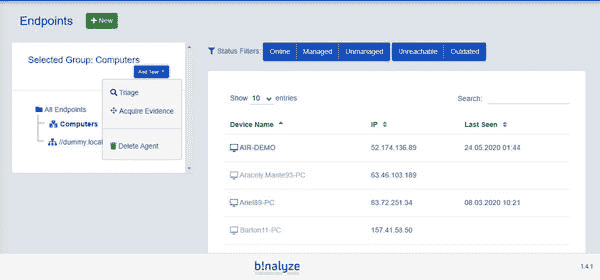 Endpoints
+ New
Selected Group: Computers
Add New
Triage
Acquire Evidence
Delete Agent
All Endpoints
Computers
//dummy.local
Status Filters: Online Managed Unmanaged Unreachable Outdated
Show 10 entries
Search:
Device Name IP Last Seen
AIR-DEMO 52.174.136.89 24.05.2020 01:44
Aracely.Mante93-PC 63.46.103.189
Ariel89-PC 63.72.251.34 08.03.2020 10:21
Barton11-PC 157.41.58.50
b!nalyze
1.4.1